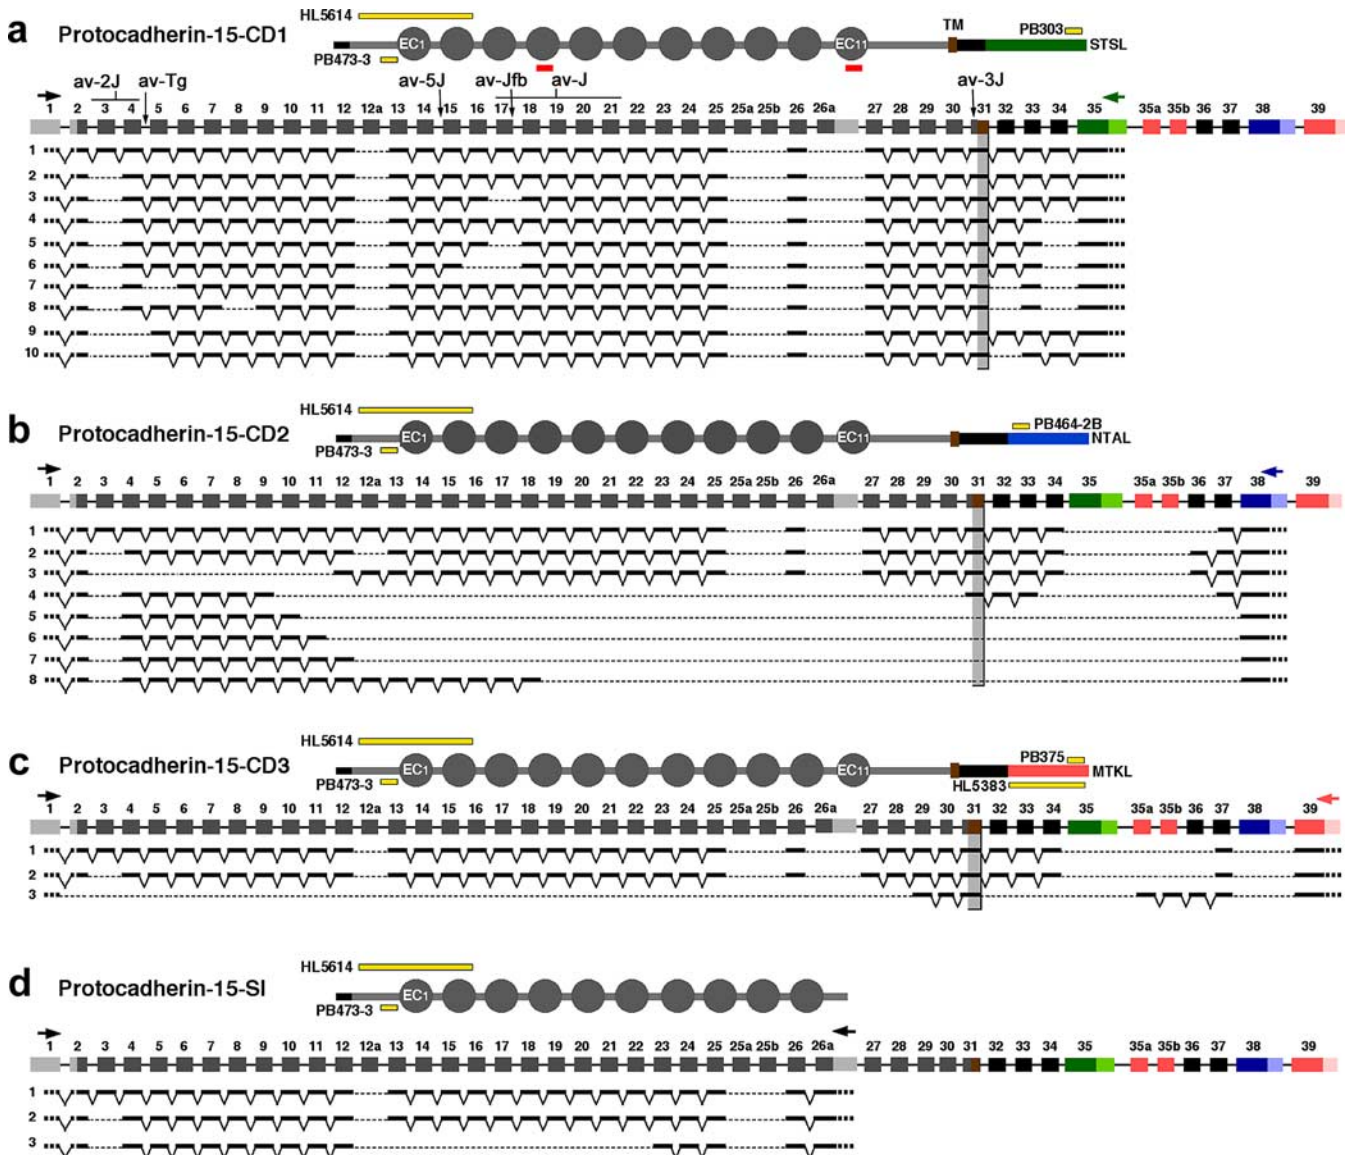 a Protocadherin-15-CD1
HL5614
PB473-3
EC1
EC11
TM
PB303
STSL
av-2J av-Tg av-5J av-Jfb av-J av-3J
1 2 3 4 5 6 7 8 9 10 11 12 12a 13 14 15 16 17 18 19 20 21 22 23 24 25 25a 25b 26 26a 27 28 29 30 31 32 33 34 35 35a 35b 36 37 38 39
1
2
3
4
5
6
7
8
9
10
b Protocadherin-15-CD2
HL5614
PB473-3
EC1
EC11
PB464-2B
NTAL
1 2 3 4 5 6 7 8 9 10 11 12 12a 13 14 15 16 17 18 19 20 21 22 23 24 25 25a 25b 26 26a 27 28 29 30 31 32 33 34 35 35a 35b 36 37 38 39
1
2
3
4
5
6
7
8
c Protocadherin-15-CD3
HL5614
PB473-3
EC1
EC11
PB375
HL5383
MTKL
1 2 3 4 5 6 7 8 9 10 11 12 12a 13 14 15 16 17 18 19 20 21 22 23 24 25 25a 25b 26 26a 27 28 29 30 31 32 33 34 35 35a 35b 36 37 38 39
1
2
3
d Protocadherin-15-SI
HL5614
PB473-3
EC1
1 2 3 4 5 6 7 8 9 10 11 12 12a 13 14 15 16 17 18 19 20 21 22 23 24 25 25a 25b 26 26a 27 28 29 30 31 32 33 34 35 35a 35b 36 37 38 39
1
2
3